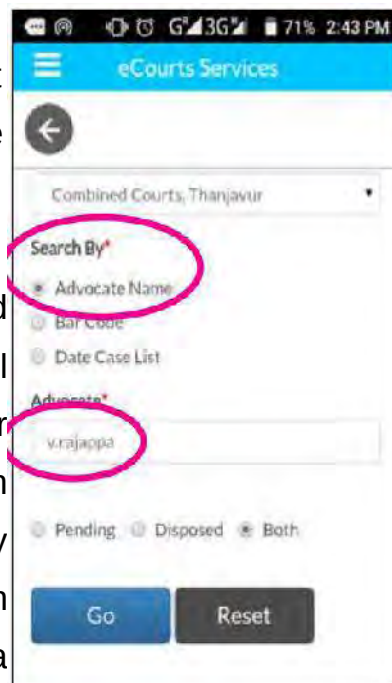 G 3G 71% 2:43 PM
eCourts Services
Combined Courts, Thanjavur
Search By*
Advocate Name
Bar Code
Date Case List
Advocate*
v.rajappa
Pending Disposed Both
Go Reset